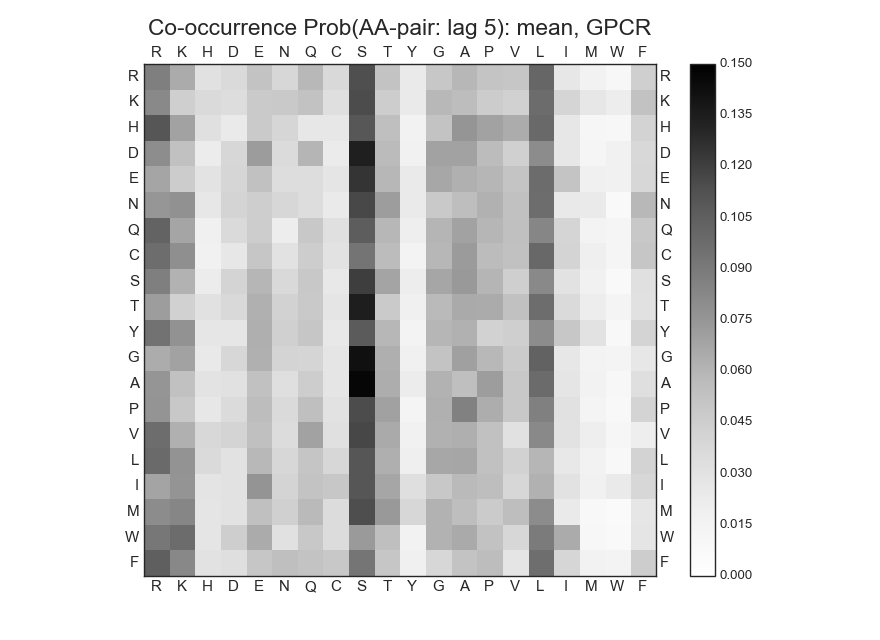 Co-occurrence Prob(AA-pair: lag 5): mean, GPCR
R K H D E N Q C S T Y G A P V L I M W F
0.150
R R
K K
0.135
H H
D D
0.120
E E
N N
0.105
Q Q
C C
0.090
S S
T T
0.075
Y Y
G G
0.060
A A
P P
0.045
V V
L L
0.030
I I
M M
0.015
W W
F F
0.000
R K H D E N Q C S T Y G A P V L I M W F